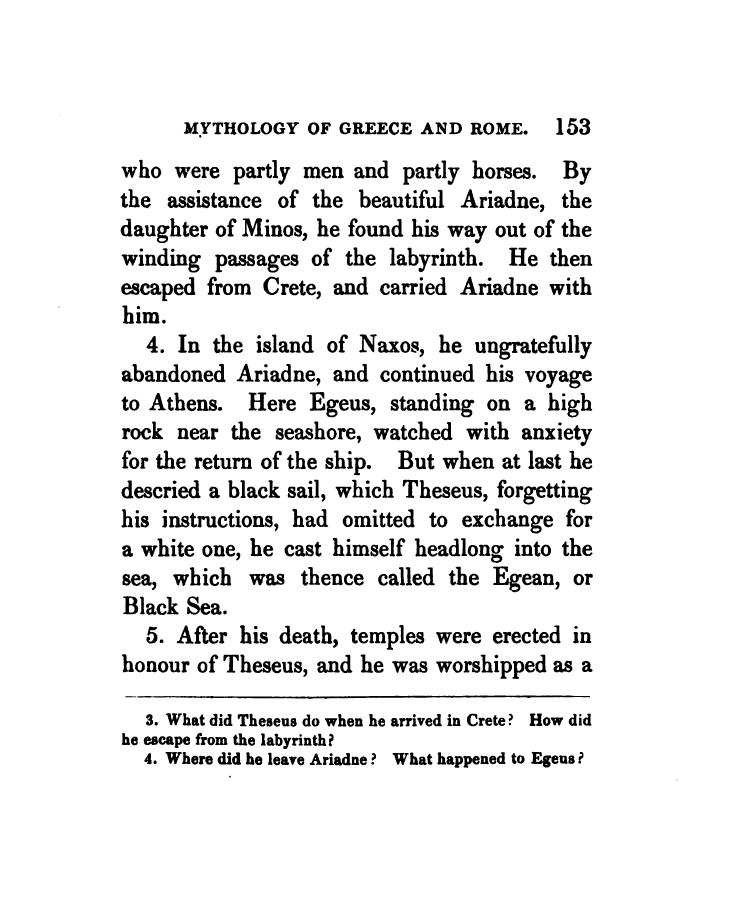 MYTHOLOGY OF GREECE AND ROME. 153
who were partly men and partly horses. By
the assistance of the beautiful Ariadne, the
daughter of Minos, he found his way out of the
winding passages of the labyrinth. He then
escaped from Crete, and carried Ariadne with
him.
4. In the island of Naxos, he ungratefully
abandoned Ariadne, and continued his voyage
to Athens. Here Egeus, standing on a high
rock near the seashore, watched with anxiety
for the return of the ship. But when at last he
descried a black sail, which Theseus, forgetting
his instructions, had omitted to exchange for
a white one, he cast himself headlong into the
sea, which was thence called the Egean, or
Black Sea.
5. After his death, temples were erected in
honour of Theseus, and he was worshipped as a
3. What did Theseus do when he arrived in Crete? How did
he escape from the labyrinth?
4. Where did he leave Ariadne? What happened to Egeus?